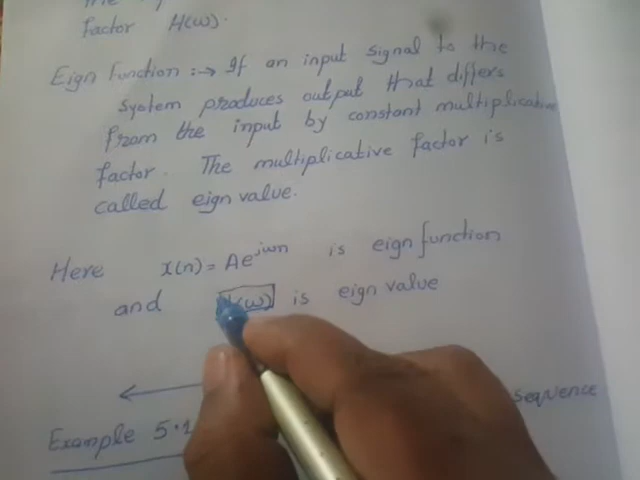 factor H(ω).
Eign Function :→ If an input signal to the
system produces output that differs
from the input by constant multiplicative
factor. The multiplicative factor is
called eign value.
Here x(n) = Ae^jωn is eign function
and H(ω) is eign value
sequence
Example 5.1